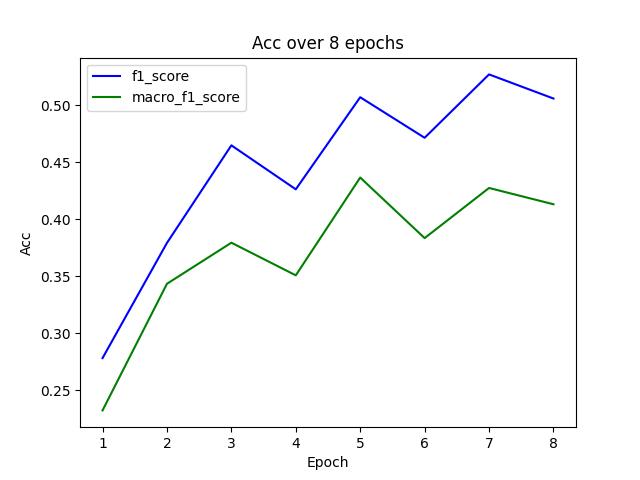 Acc over 8 epochs
f1_score
macro_f1_score
0.50
0.45
0.40
0.35
0.30
0.25
Acc
1 2 3 4 5 6 7 8
Epoch